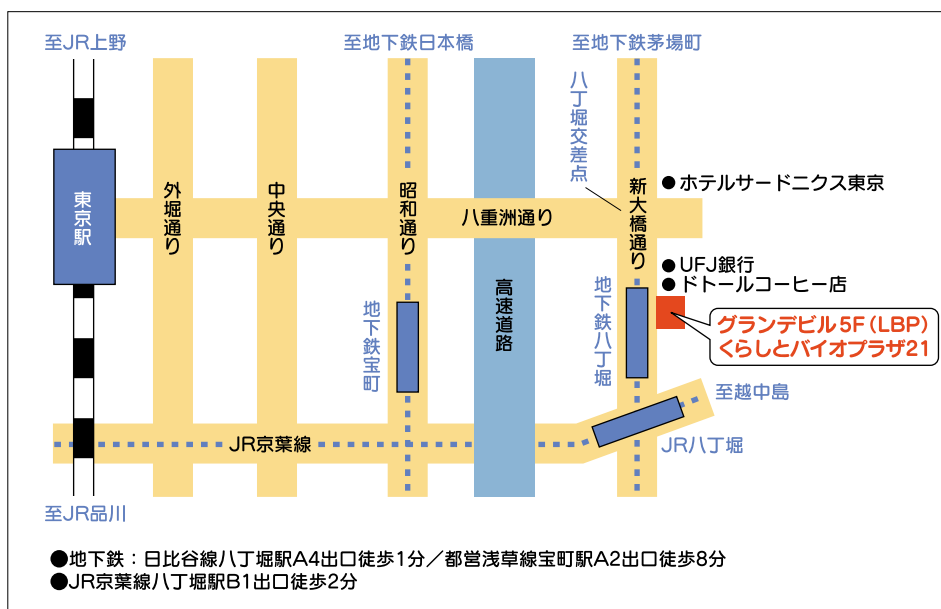 至JR上野
至地下鉄日本橋
至地下鉄茅場町
八丁堀交差点
東京駅
外堀通り
中央通り
昭和通り
八重洲通り
新大橋通り
●ホテルサードニクス東京
●UFJ銀行
●ドトールコーヒー店
高速道路
地下鉄宝町
地下鉄八丁堀
グランデビル5F(LBP)
くらしとバイオプラザ21
至越中島
JR京葉線
JR八丁堀
至JR品川
●地下鉄：日比谷線八丁堀駅A4出口徒歩1分／都営浅草線宝町駅A2出口徒歩8分
●JR京葉線八丁堀駅B1出口徒歩2分